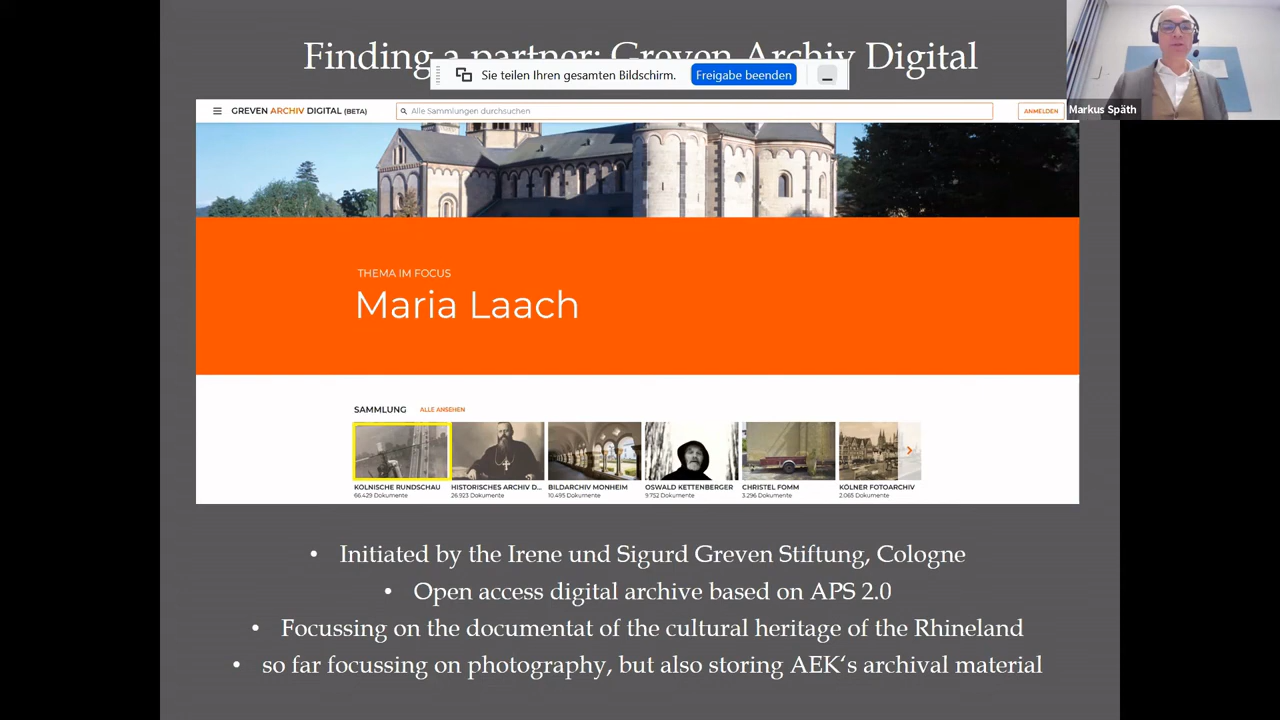 Finding a partner: Greven Archiv Digital
Sie teilen Ihren gesamten Bildschirm.
Freigabe beenden
Markus Späth
GREVEN ARCHIV DIGITAL (BETA)
Alle Sammlungen durchsuchen
ANMELDEN
THEMA IM FOCUS
Maria Laach
SAMMLUNG ALLE ANSEHEN
KÖLNISCHE RUNDSCHAU
66.429 Dokumente
HISTORISCHES ARCHIV D...
26.923 Dokumente
BILDARCHIV MONHEIM
10.495 Dokumente
OSWALD KETTENBERGER
9.752 Dokumente
CHRISTEL FOMM
3.296 Dokumente
KÖLNER FOTOARCHIV
2.065 Dokumente
• Initiated by the Irene und Sigurd Greven Stiftung, Cologne
• Open access digital archive based on APS 2.0
• Focussing on the documentat of the cultural heritage of the Rhineland
• so far focussing on photography, but also storing AEK‘s archival material